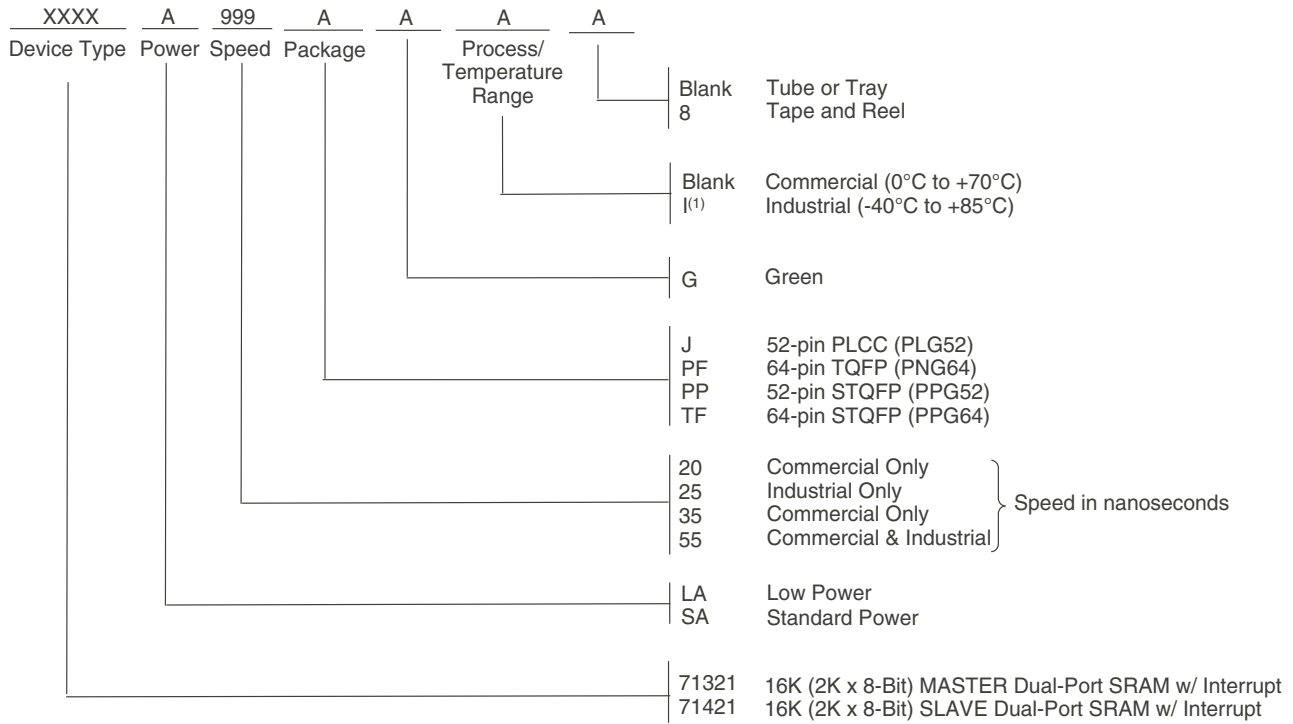 XXXX A 999 A A A A
Device Type Power Speed Package Process/
Temperature
Range
Blank Tube or Tray
8 Tape and Reel
Blank Commercial (0°C to +70°C)
I(1) Industrial (-40°C to +85°C)
G Green
J 52-pin PLCC (PLG52)
PF 64-pin TQFP (PNG64)
PP 52-pin STQFP (PPG52)
TF 64-pin STQFP (PPG64)
20 Commercial Only
25 Industrial Only
35 Commercial Only
55 Commercial & Industrial
Speed in nanoseconds
LA Low Power
SA Standard Power
71321 16K (2K x 8-Bit) MASTER Dual-Port SRAM w/ Interrupt
71421 16K (2K x 8-Bit) SLAVE Dual-Port SRAM w/ Interrupt